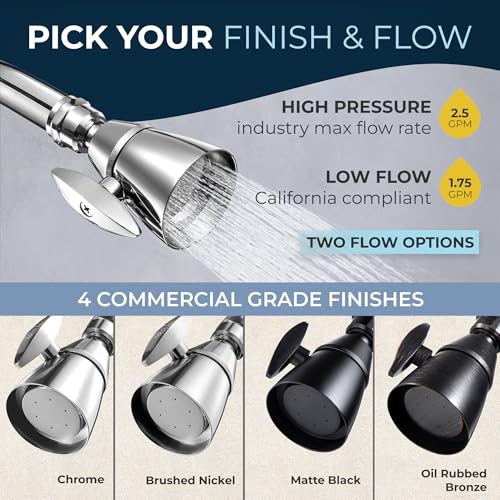 PICK YOUR FINISH & FLOW
HIGH PRESSURE
industry max flow rate
2.5
GPM
LOW FLOW
California compliant
1.75
GPM
TWO FLOW OPTIONS
4 COMMERCIAL GRADE FINISHES
Chrome
Brushed Nickel
Matte Black
Oil Rubbed
Bronze